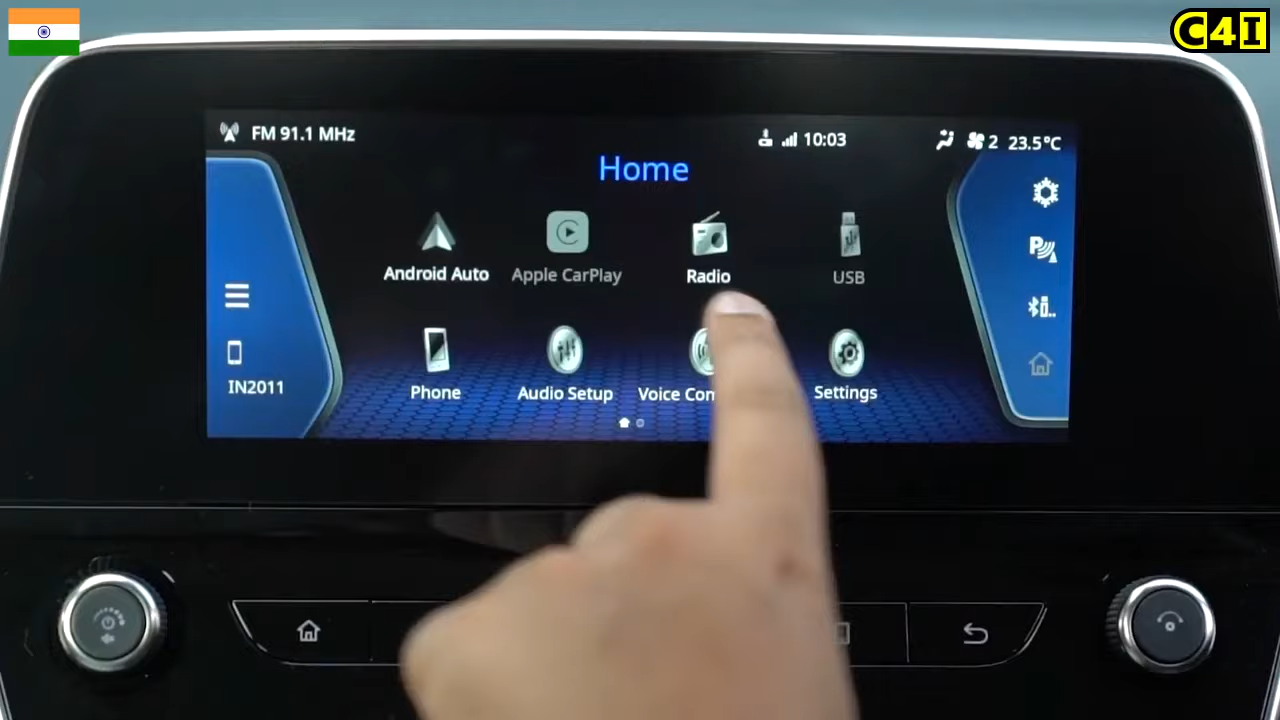 C4I
FM 91.1 MHz
10:03
2 23.5°C
Home
Android Auto
Apple CarPlay
Radio
USB
IN2011
Phone
Audio Setup
Voice
Settings